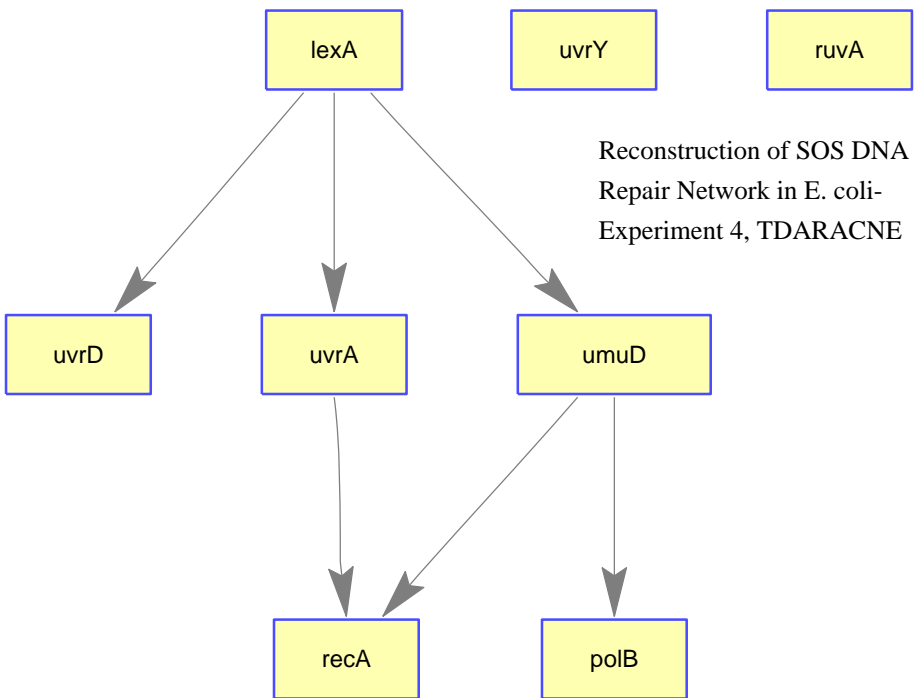 lexA
uvrY
ruvA
Reconstruction of SOS DNA
Repair Network in E. coli-
Experiment 4, TDARACNE
uvrD
uvrA
umuD
recA
polB